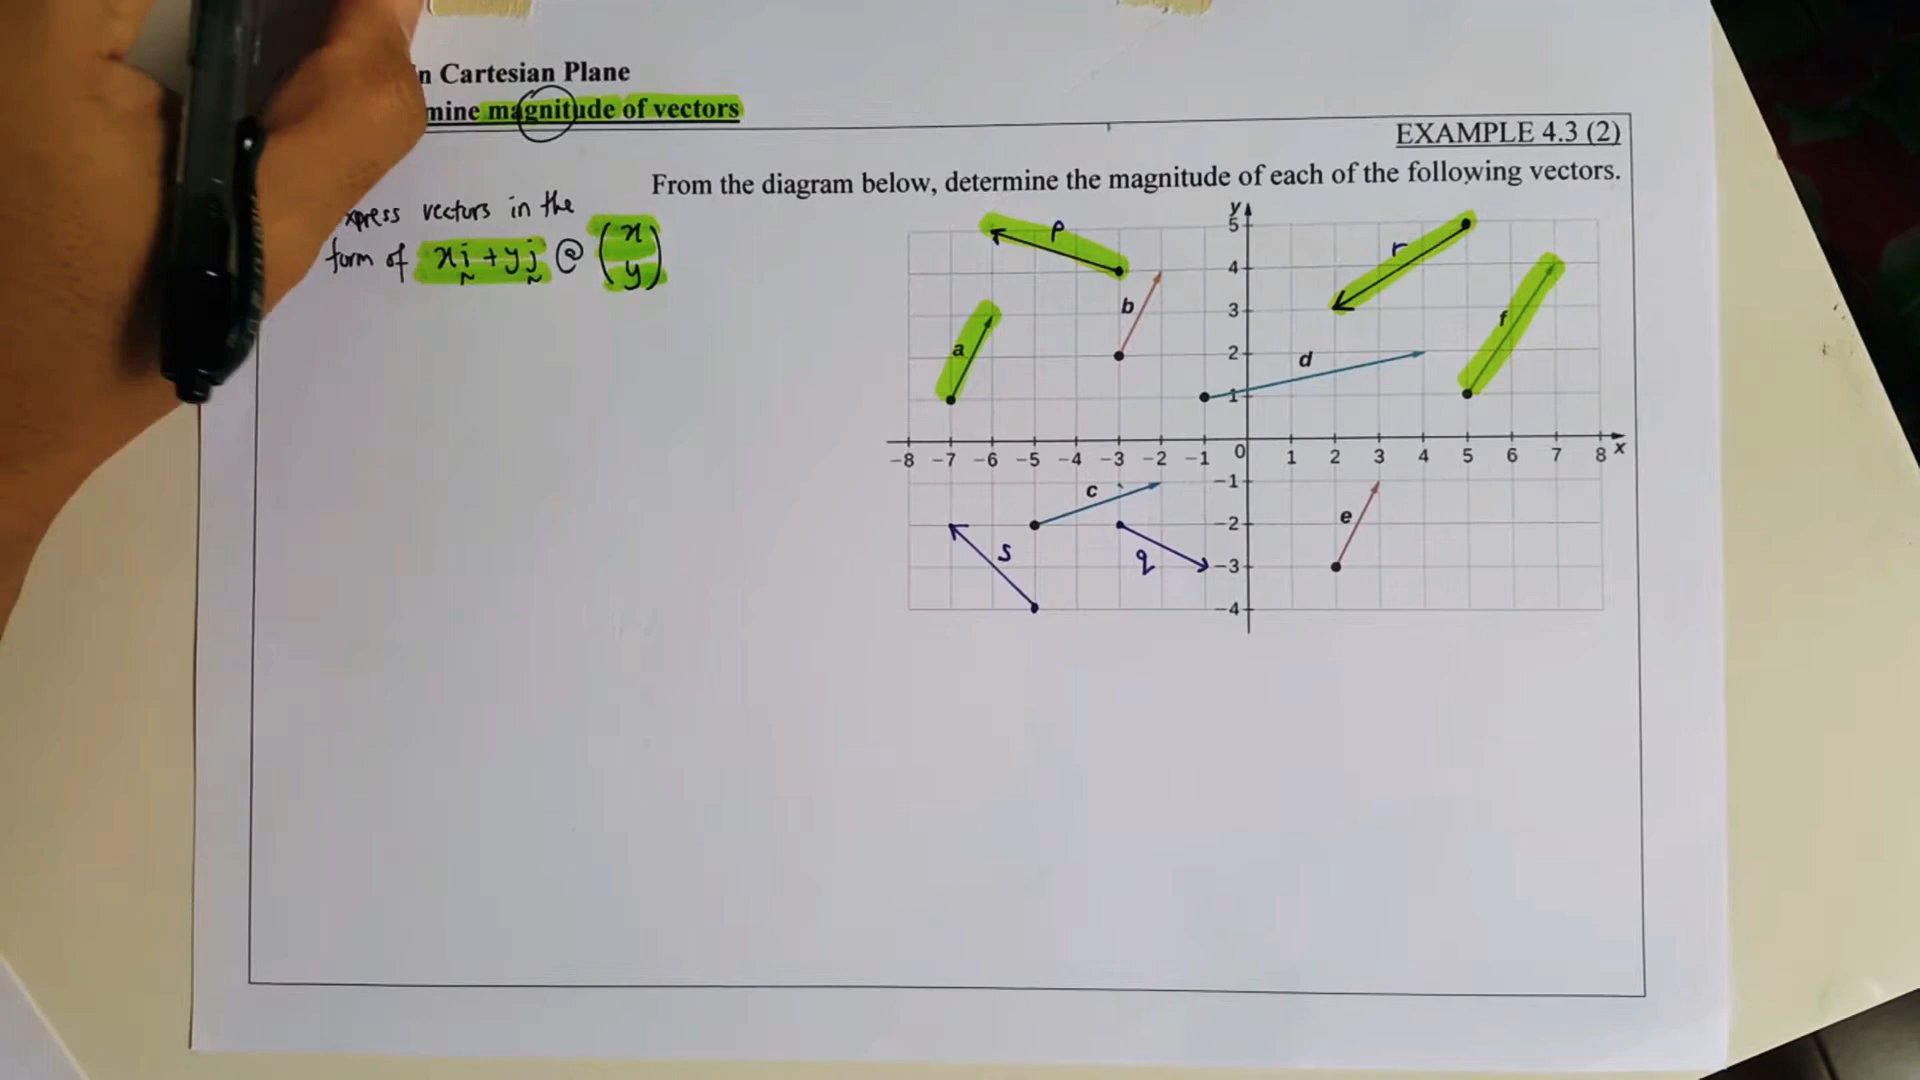 n Cartesian Plane
mine magnitude of vectors
EXAMPLE 4.3 (2)
From the diagram below, determine the magnitude of each of the following vectors.
xpress vectors in the
form of xi + yj @ (x y)
y
5
4
3
2
1
p
r
b
a
f
d
−8 −7 −6 −5 −4 −3 −2 −1 0 1 2 3 4 5 6 7 8 x
−1
−2
−3
−4
c
e
s
q